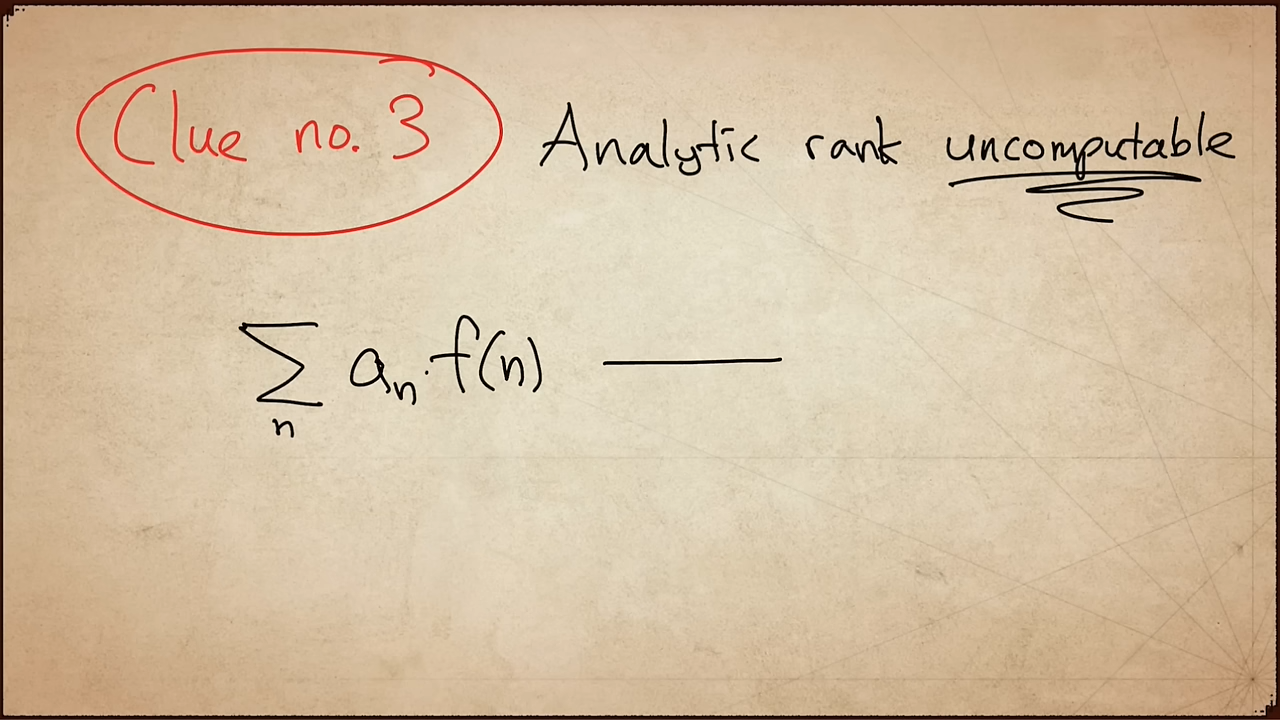 Clue no. 3 Analytic rank uncomputable
∑ aₙ·f(n) ———
n